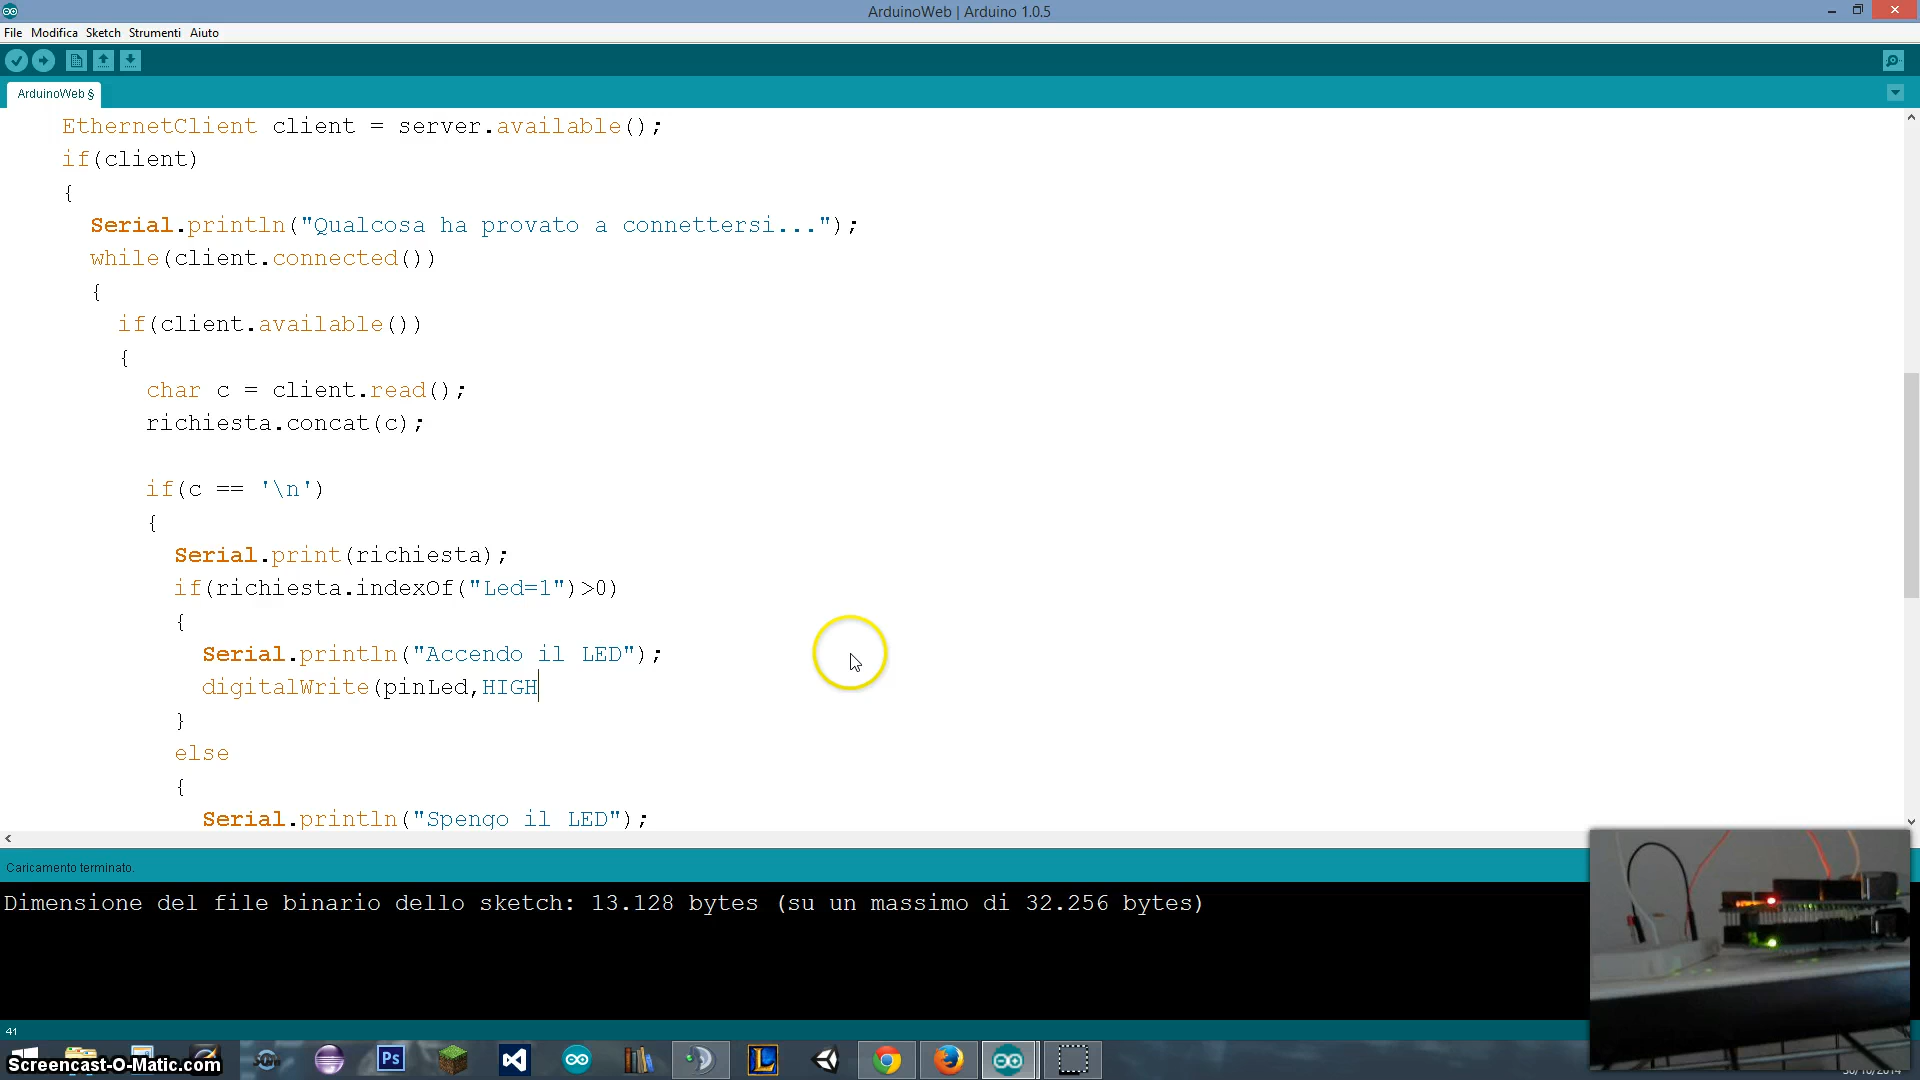 ArduinoWeb | Arduino 1.0.5
File Modifica Sketch Strumenti Aiuto
ArduinoWeb §
EthernetClient client = server.available();
if(client)
{
Serial.println("Qualcosa ha provato a connettersi...");
while(client.connected())
{
if(client.available())
{
char c = client.read();
richiesta.concat(c);
if(c == '\n')
{
Serial.print(richiesta);
if(richiesta.indexOf("Led=1")>0)
{
Serial.println("Accendo il LED");
digitalWrite(pinLed,HIGH
}
else
{
Serial.println("Spengo il LED");
Caricamento terminato.
Dimensione del file binario dello sketch: 13.128 bytes (su un massimo di 32.256 bytes)
41
Screencast-O-Matic.com
Ps
L